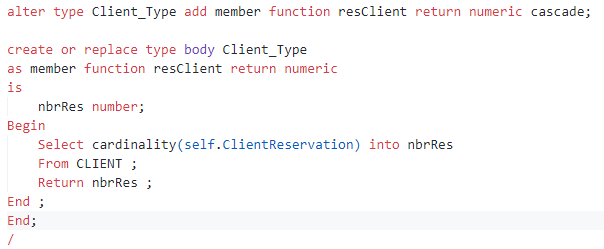 alter type Client_Type add member function resClient return numeric cascade;
create or replace type body Client_Type
as member function resClient return numeric
is
nbrRes number;
Begin
Select cardinality(self.ClientReservation) into nbrRes
From CLIENT ;
Return nbrRes ;
End ;
End;
/